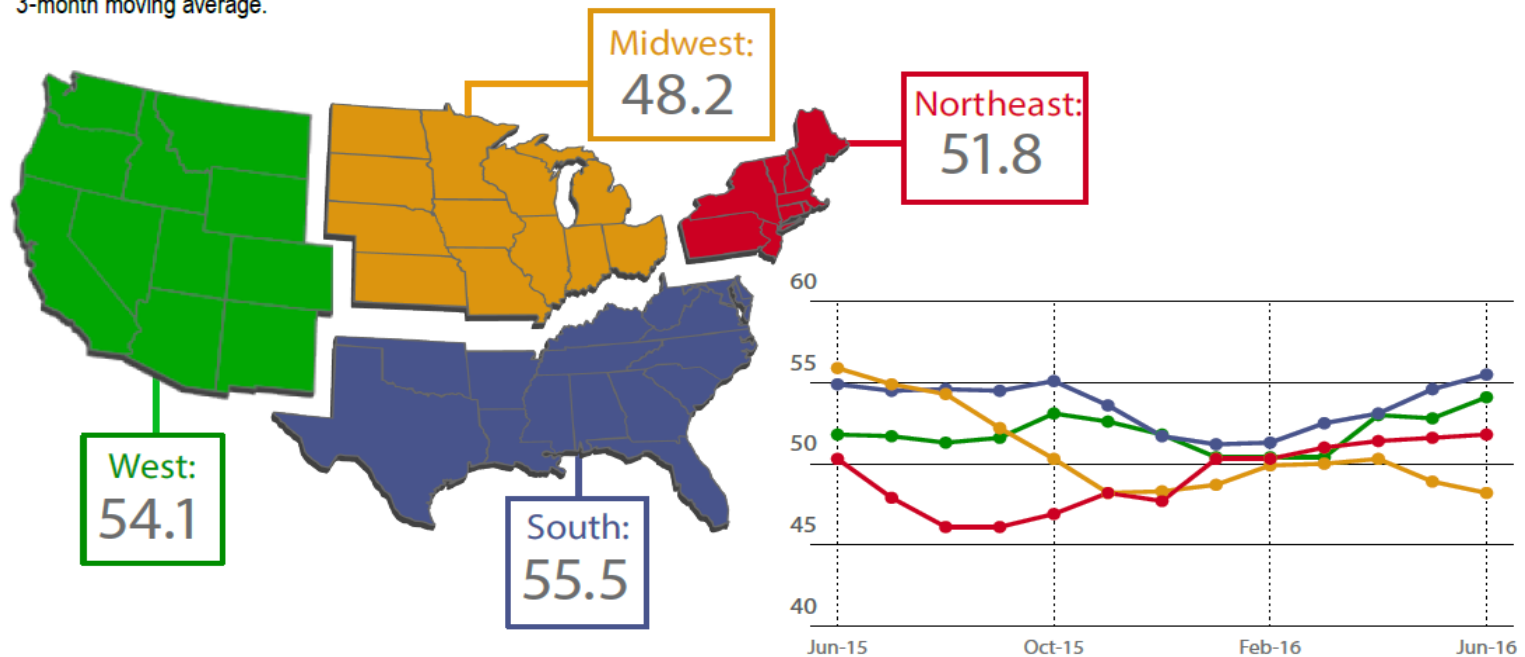 3-month moving average.
Midwest:
48.2
Northeast:
51.8
West:
54.1
South:
55.5
60
55
50
45
40
Jun-15
Oct-15
Feb-16
Jun-16